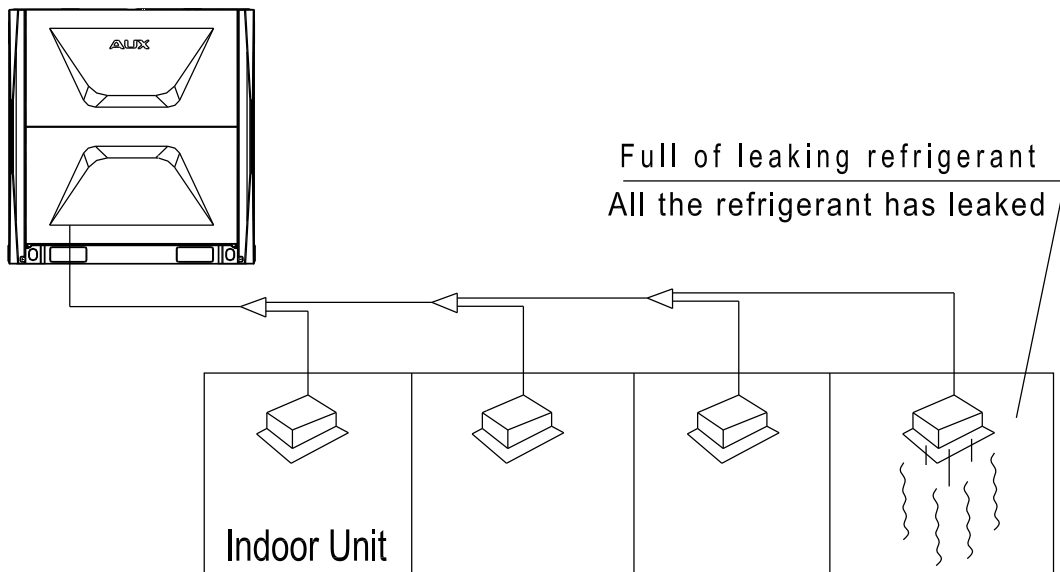 AUX
Full of leaking refrigerant
All the refrigerant has leaked
Indoor Unit